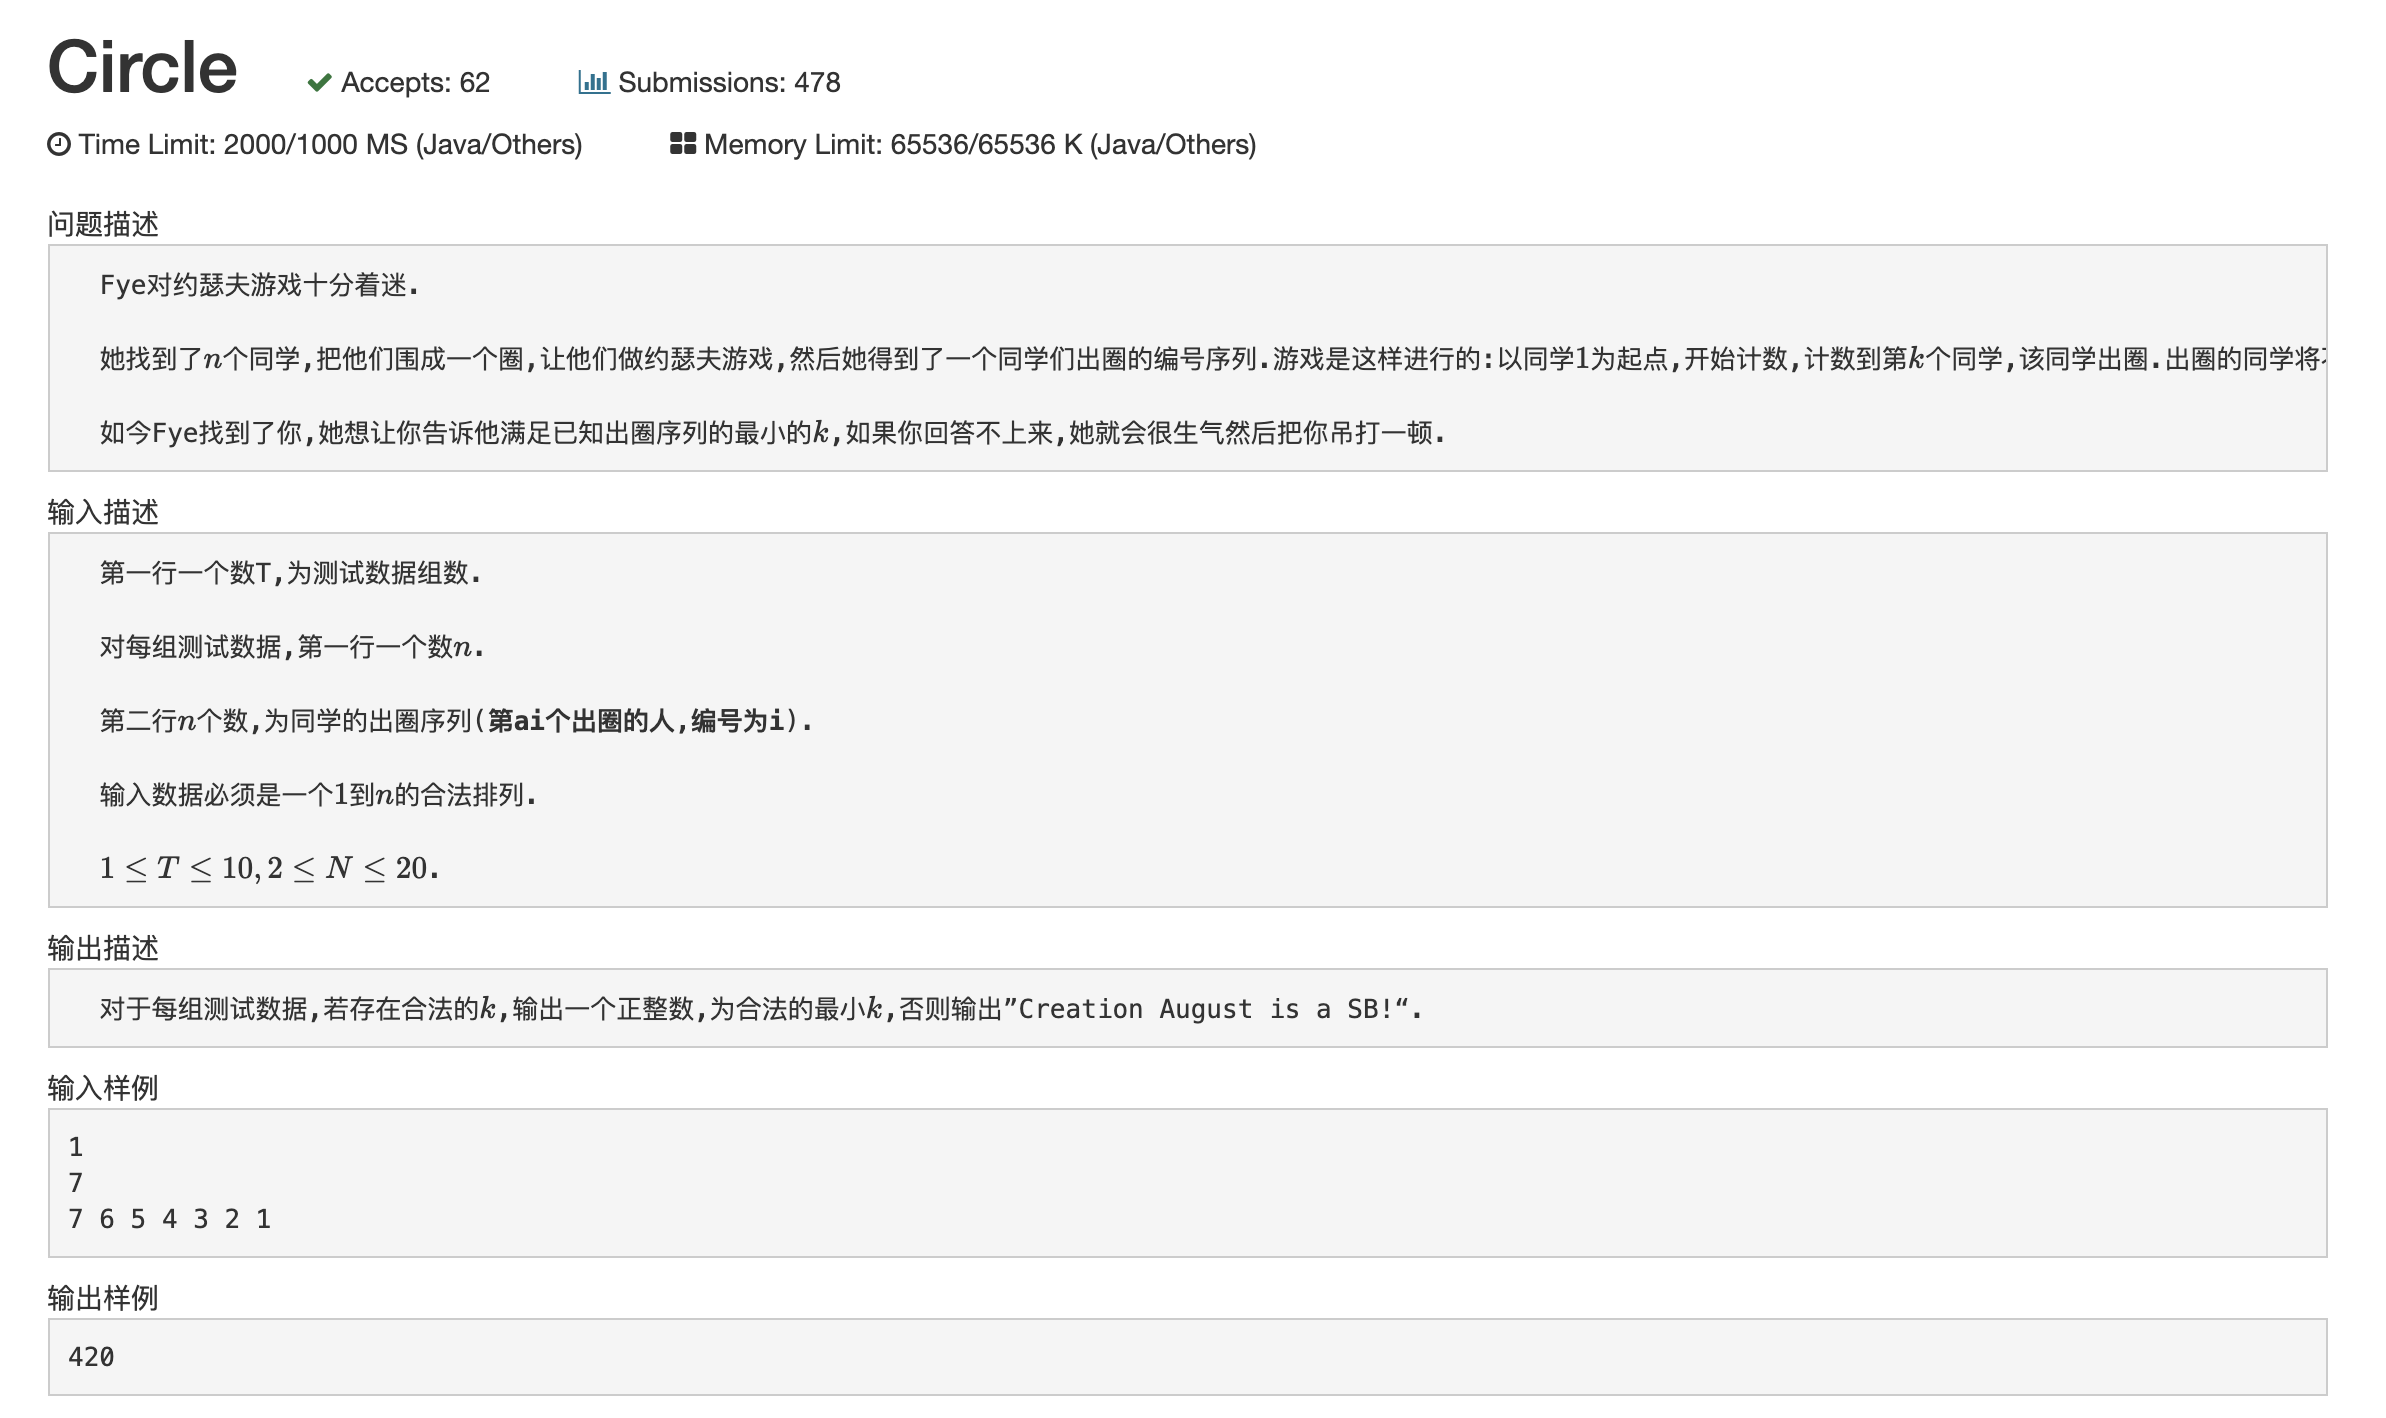 Circle
Accepts: 62
Submissions: 478
Time Limit: 2000/1000 MS (Java/Others)
Memory Limit: 65536/65536 K (Java/Others)
问题描述
Fye对约瑟夫游戏十分着迷.
她找到了n个同学,把他们围成一个圈,让他们做约瑟夫游戏,然后她得到了一个同学们出圈的编号序列.游戏是这样进行的:以同学1为起点,开始计数,计数到第k个同学,该同学出圈.出圈的同学将
如今Fye找到了你,她想让你告诉他满足已知出圈序列的最小的k,如果你回答不上来,她就会很生气然后把你吊打一顿.
输入描述
第一行一个数T,为测试数据组数.
对每组测试数据,第一行一个数n.
第二行n个数,为同学的出圈序列(第ai个出圈的人,编号为i).
输入数据必须是一个1到n的合法排列.
1 ≤ T ≤ 10, 2 ≤ N ≤ 20.
输出描述
对于每组测试数据,若存在合法的k,输出一个正整数,为合法的最小k,否则输出”Creation August is a SB!“.
输入样例
1
7
7 6 5 4 3 2 1
输出样例
420